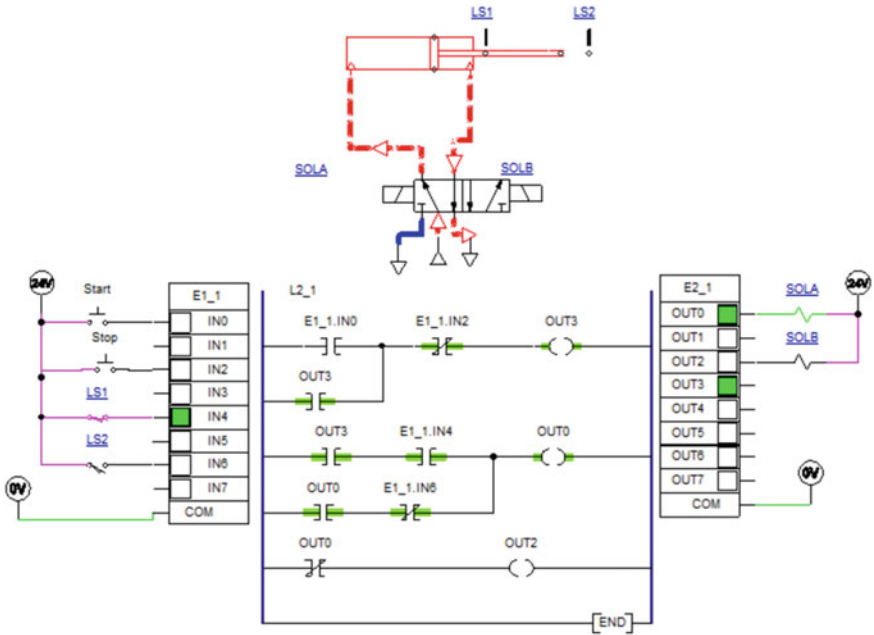 LS1
LS2
SOLA
SOLB
24V
Start
Stop
LS1
LS2
0V
E1_1
IN0
IN1
IN2
IN3
IN4
IN5
IN6
IN7
COM
L2_1
E1_1.IN0
E1_1.IN2
OUT3
OUT3
OUT3
E1_1.IN4
OUT0
OUT0
E1_1.IN6
OUT0
OUT2
END
E2_1
OUT0
OUT1
OUT2
OUT3
OUT4
OUT5
OUT6
OUT7
COM
SOLA
SOLB
24V
0V